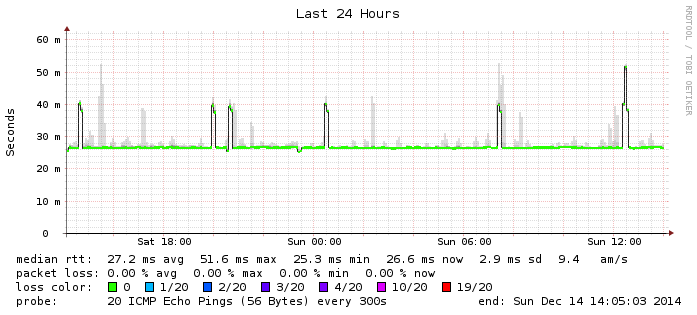 Last 24 Hours
RRDTOOL / TOBI OETIKER
Seconds
60 m
50 m
40 m
30 m
20 m
10 m
0
Sat 18:00 Sun 00:00 Sun 06:00 Sun 12:00
median rtt: 27.2 ms avg 51.6 ms max 25.3 ms min 26.6 ms now 2.9 ms sd 9.4 am/s
packet loss: 0.00 % avg 0.00 % max 0.00 % min 0.00 % now
loss color: 0 1/20 2/20 3/20 4/20 10/20 19/20
probe: 20 ICMP Echo Pings (56 Bytes) every 300s end: Sun Dec 14 14:05:03 2014